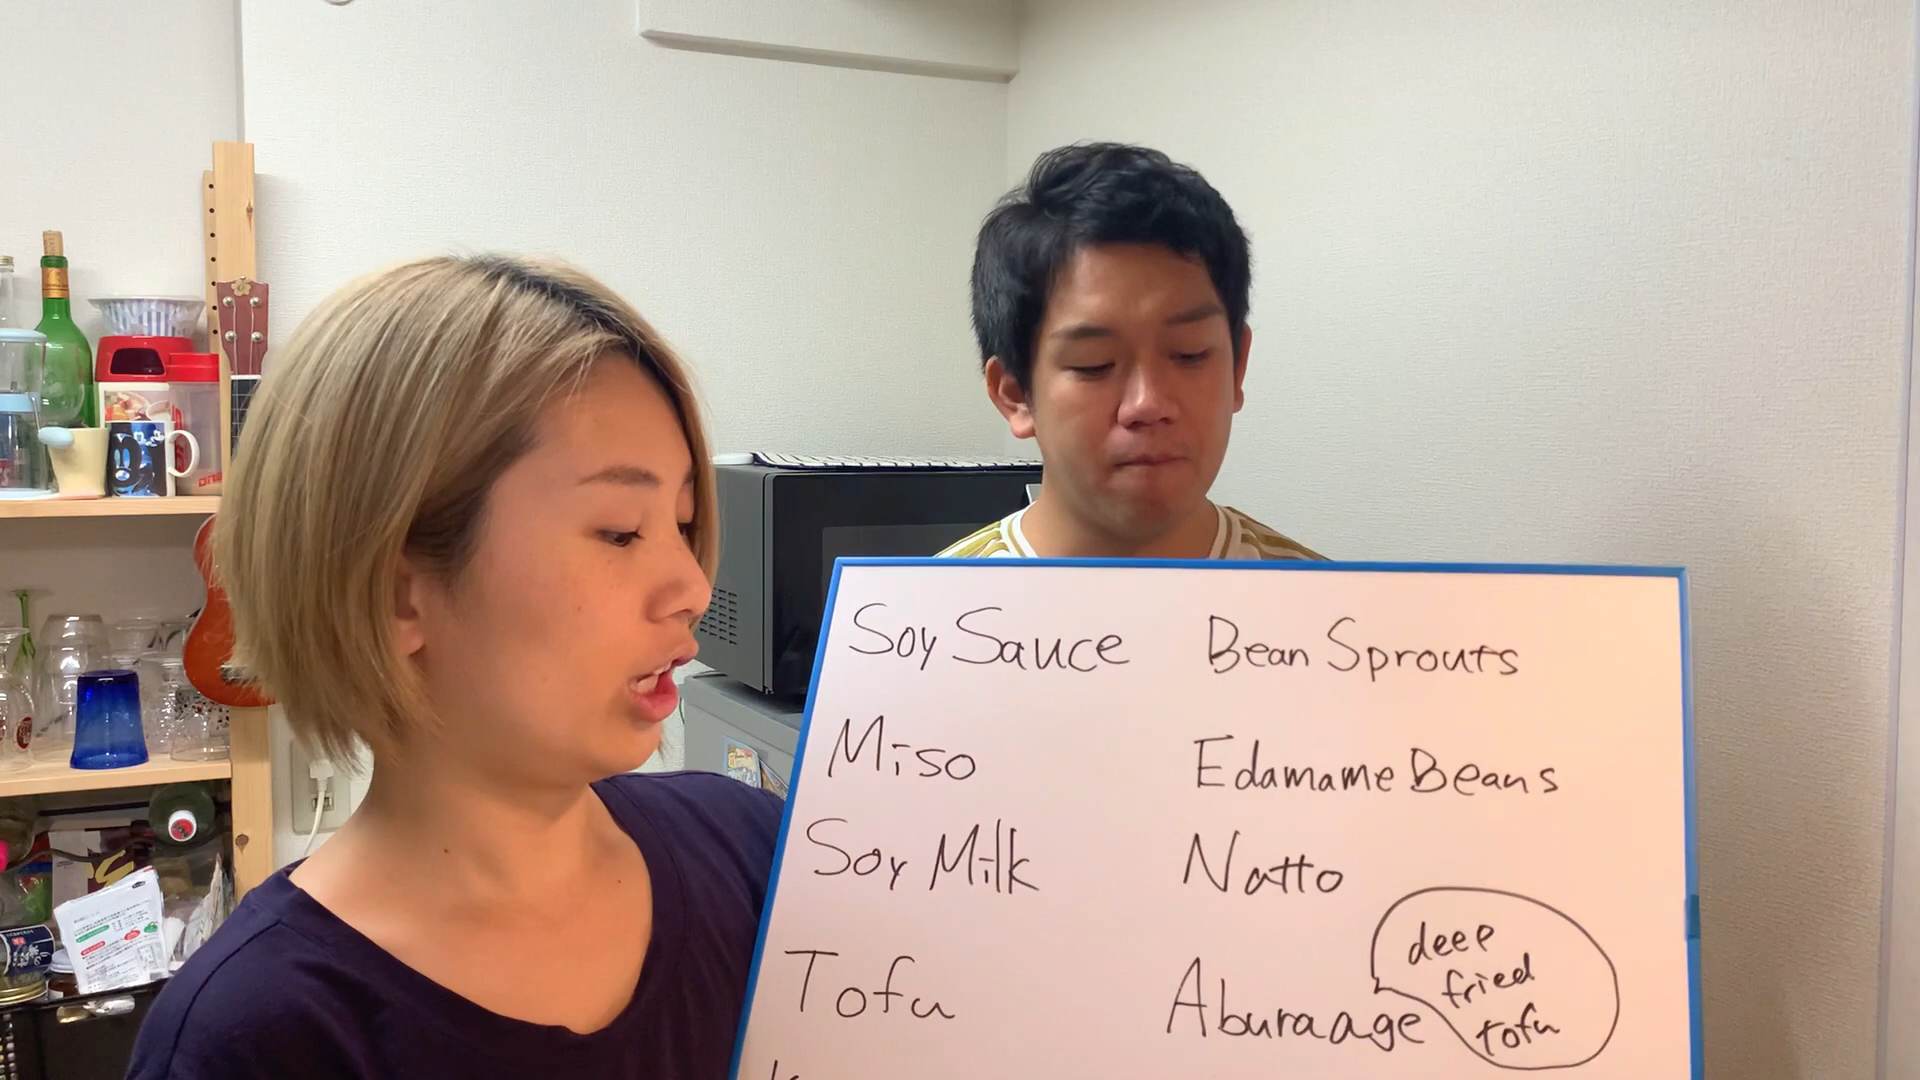 Soy Sauce
Miso
Soy Milk
Tofu
Bean Sprouts
Edamame Beans
Natto
Aburaage
deep
fried
tofu